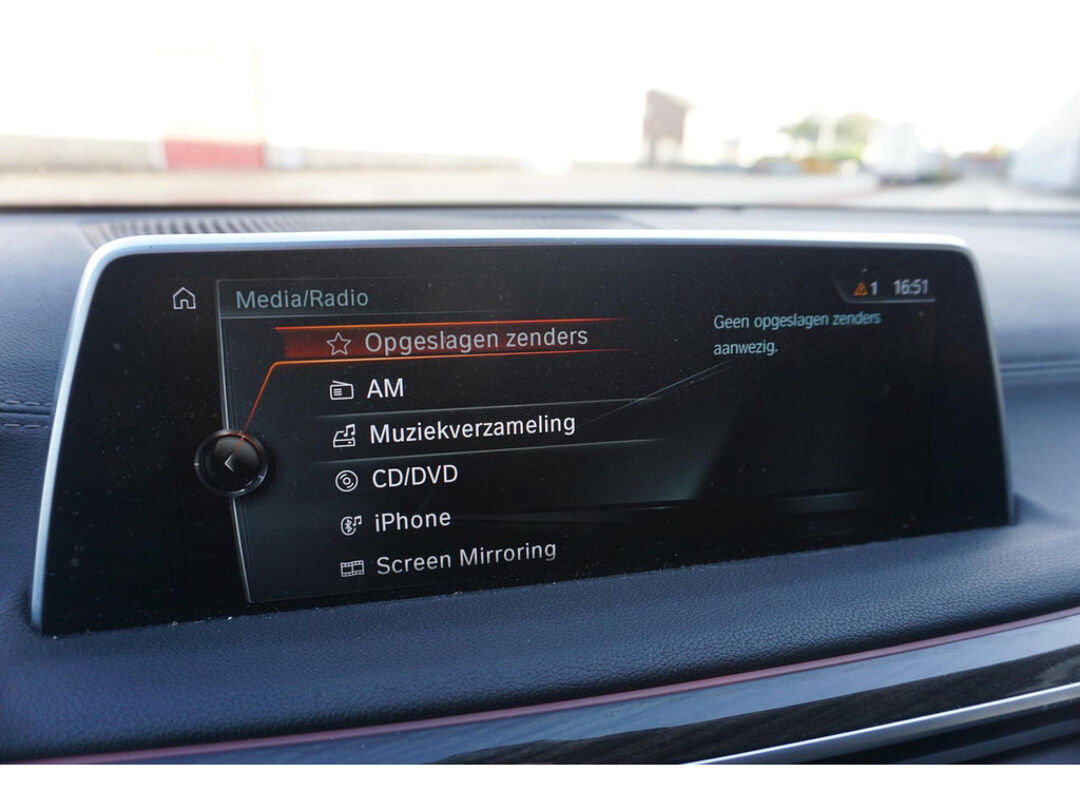 Media/Radio
1 16:51
Opgeslagen zenders
Geen opgeslagen zenders
aanwezig.
AM
Muziekverzameling
CD/DVD
iPhone
Screen Mirroring